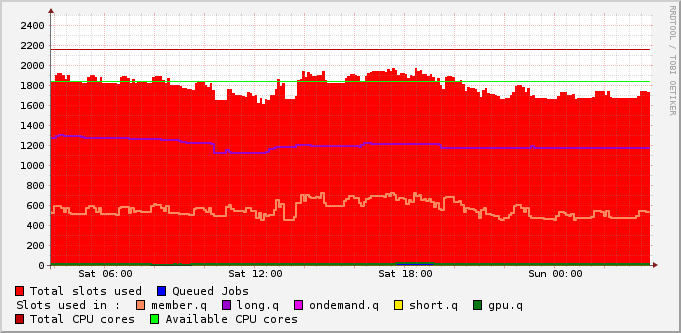 RRDTOOL / TOBI OETIKER
2400
2200
2000
1800
1600
1400
1200
1000
800
600
400
200
0
Sat 06:00 Sat 12:00 Sat 18:00 Sun 00:00
Total slots used Queued Jobs
Slots used in : member.q long.q ondemand.q short.q gpu.q
Total CPU cores Available CPU cores